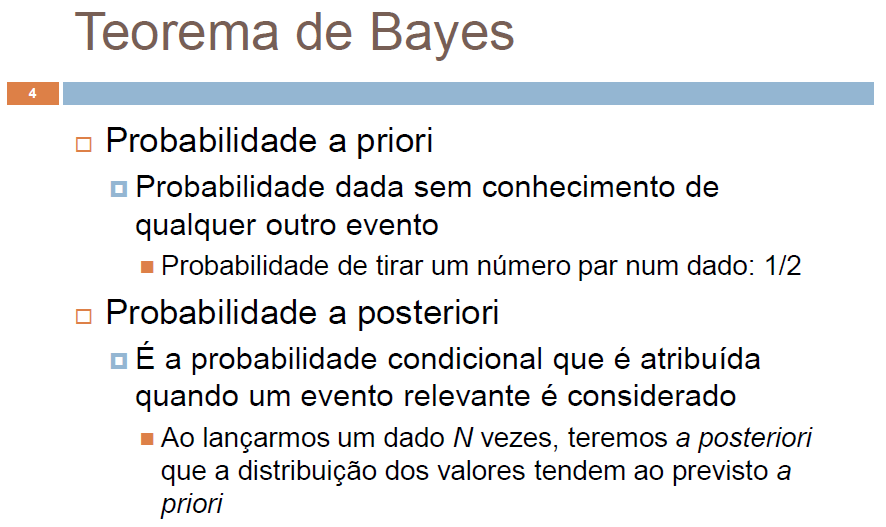 Teorema de Bayes
4
Probabilidade a priori
Probabilidade dada sem conhecimento de
qualquer outro evento
Probabilidade de tirar um número par num dado: 1/2
Probabilidade a posteriori
É a probabilidade condicional que é atribuída
quando um evento relevante é considerado
Ao lançarmos um dado N vezes, teremos a posteriori
que a distribuição dos valores tendem ao previsto a
priori